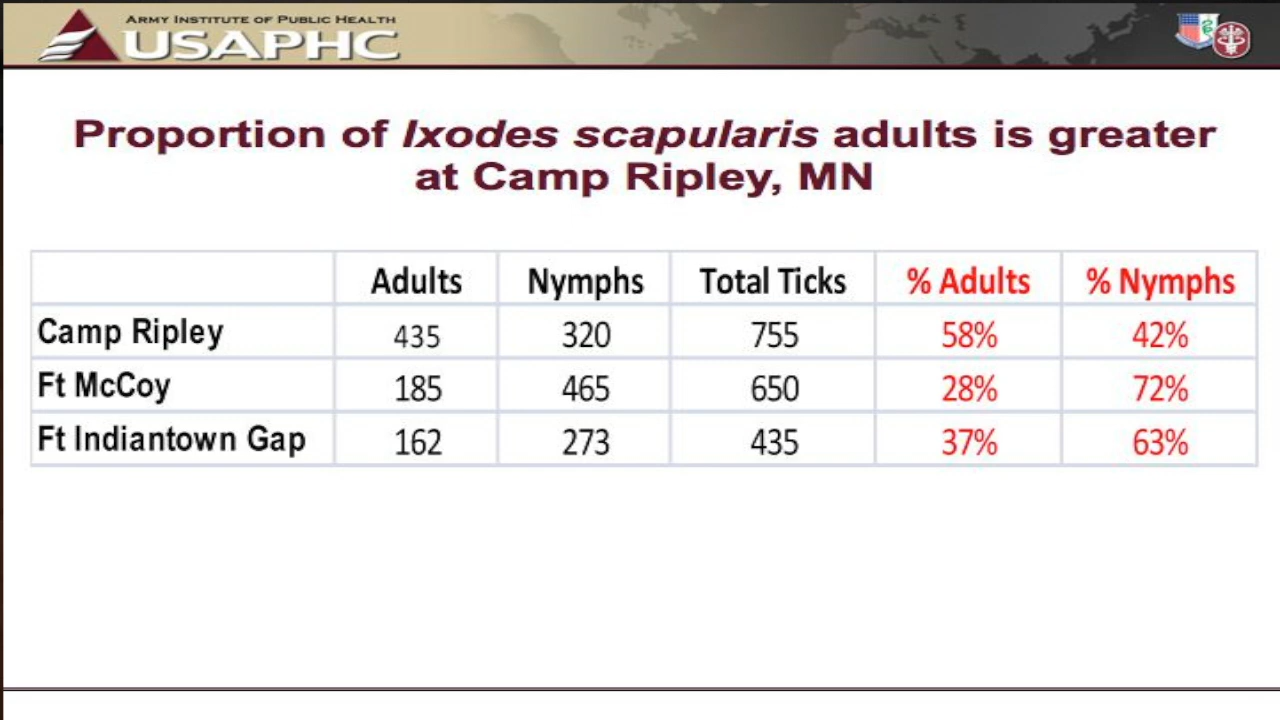 ARMY INSTITUTE OF PUBLIC HEALTH
USAPHC
Proportion of Ixodes scapularis adults is greater
at Camp Ripley, MN
Adults Nymphs Total Ticks % Adults % Nymphs
Camp Ripley 435 320 755 58% 42%
Ft McCoy 185 465 650 28% 72%
Ft Indiantown Gap 162 273 435 37% 63%